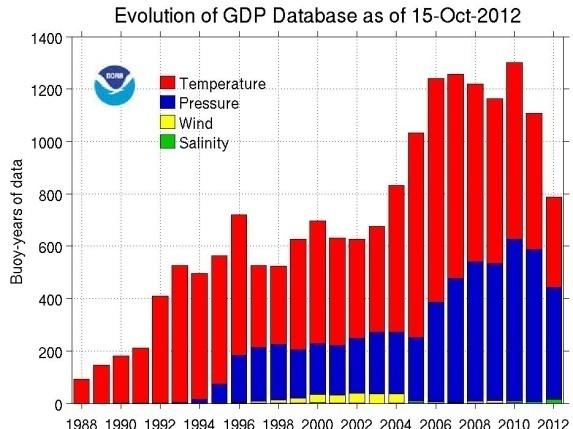 Evolution of GDP Database as of 15-Oct-2012
1400
1200
1000
800
600
400
200
0
Buoy-years of data
NOAA
Temperature
Pressure
Wind
Salinity
1988 1990 1992 1994 1996 1998 2000 2002 2004 2006 2008 2010 2012